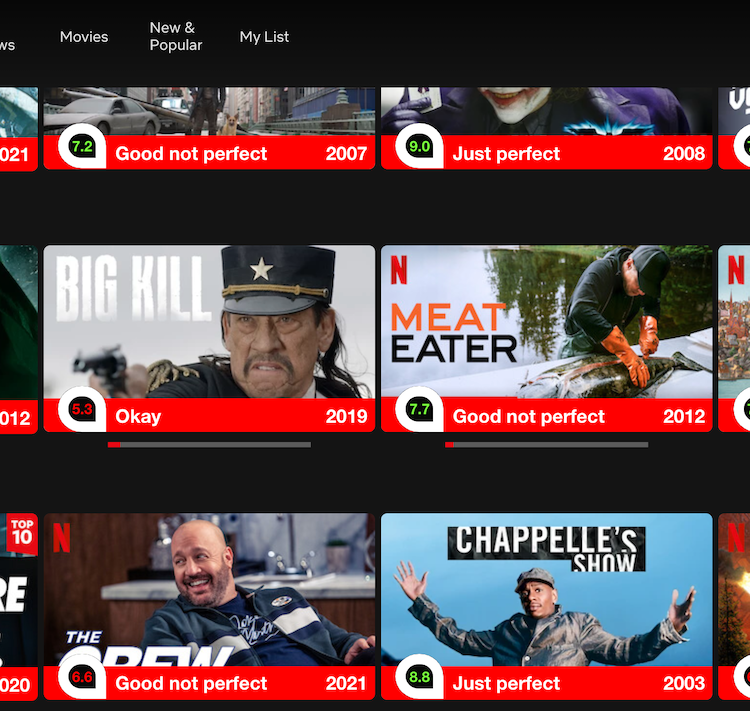 ws
Movies
New &
Popular
My List
021
7.2
Good not perfect
2007
9.0
Just perfect
2008
BIG KILL
N
MEAT
EATER
N
012
5.3
Okay
2019
7.7
Good not perfect
2012
TOP
10
N
CHAPPELLE'S
SHOW
N
RE
THE
CREW
020
6.6
Good not perfect
2021
8.8
Just perfect
2003